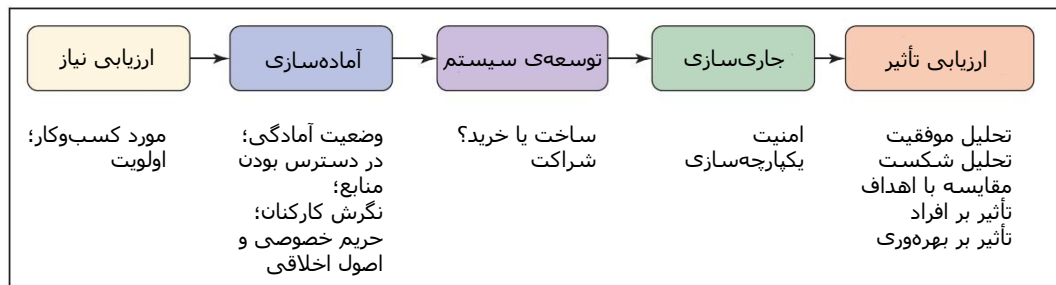 ارزیابی نیاز
آماده‌سازی
توسعه‌ی سیستم
جاری‌سازی
ارزیابی تأثیر
مورد کسب‌وکار؛
اولویت
وضعیت آمادگی؛
در دسترس بودن
منابع؛
نگرش کارکنان؛
حریم خصوصی و
اصول اخلاقی
ساخت یا خرید؟
شراکت
امنیت
یکپارچه‌سازی
تحلیل موفقیت
تحلیل شکست
مقایسه با اهداف
تأثیر بر افراد
تأثیر بر بهره‌وری